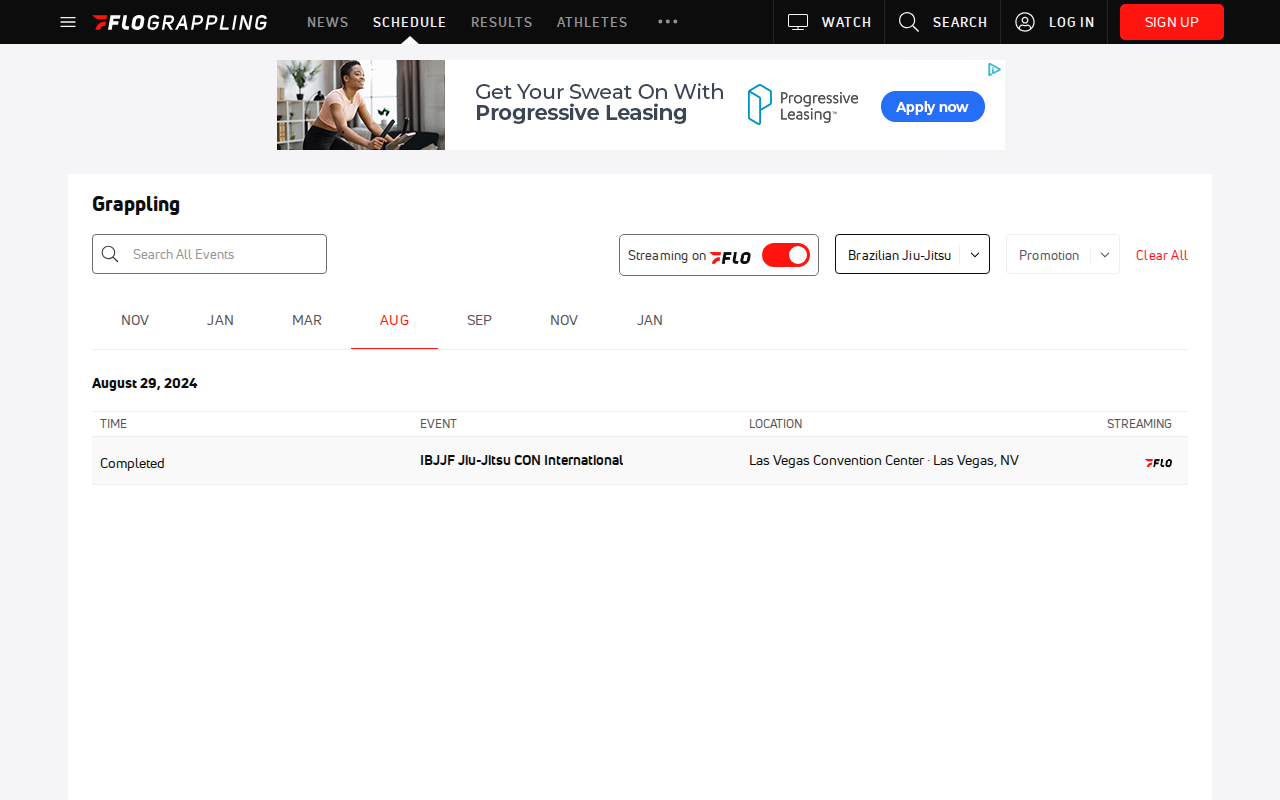 FLOGRAPPLING NEWS SCHEDULE RESULTS ATHLETES WATCH SEARCH LOG IN SIGN UP
Get Your Sweat On With
Progressive Leasing
Progressive
Leasing™
Apply now
Grappling
Search All Events Streaming on FLO Brazilian Jiu-Jitsu Promotion Clear All
NOV JAN MAR AUG SEP NOV JAN
August 29, 2024
TIME EVENT LOCATION STREAMING
Completed IBJJF Jiu-Jitsu CON International Las Vegas Convention Center · Las Vegas, NV FLO